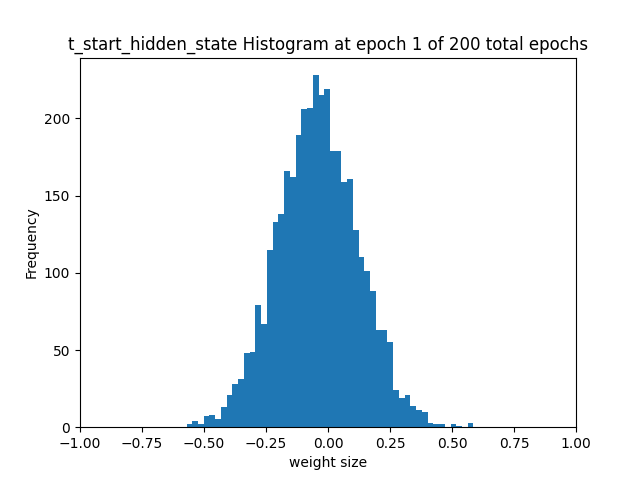 t_start_hidden_state Histogram at epoch 1 of 200 total epochs
Frequency
200
150
100
50
0
−1.00 −0.75 −0.50 −0.25 0.00 0.25 0.50 0.75 1.00
weight size